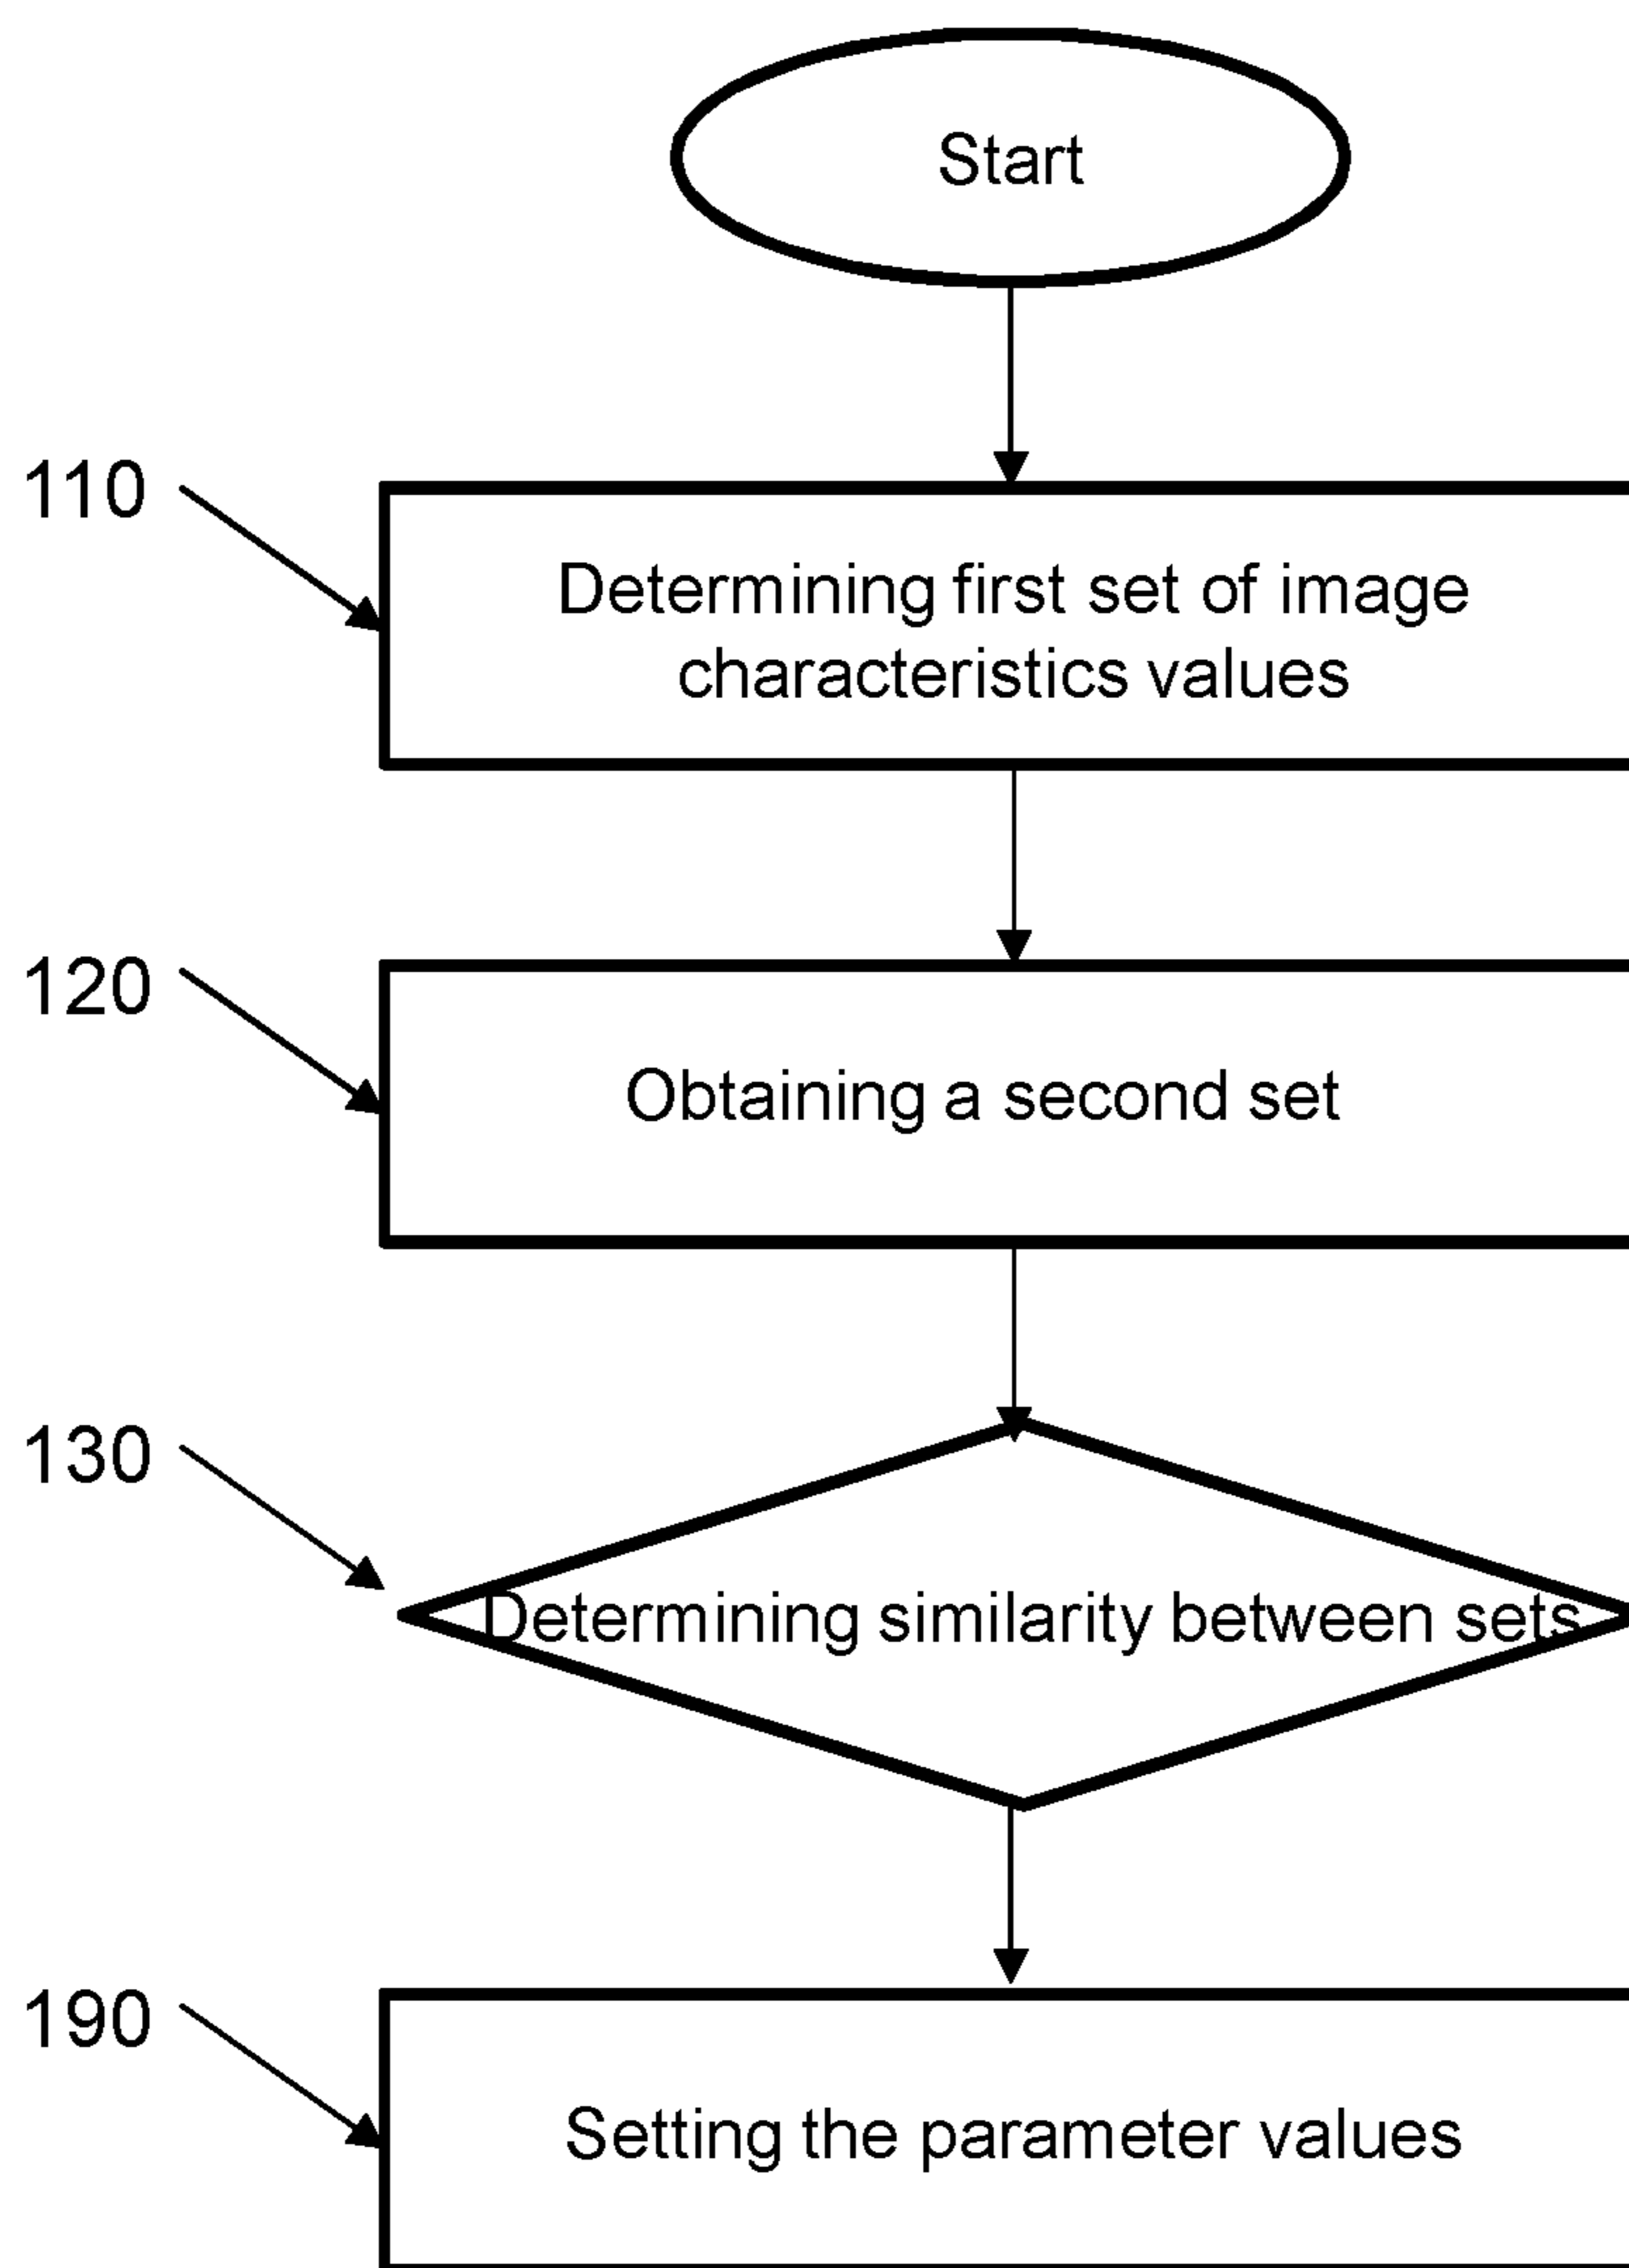 Start
110
Determining first set of image
characteristics values
120
Obtaining a second set
130
Determining similarity between sets
190
Setting the parameter values